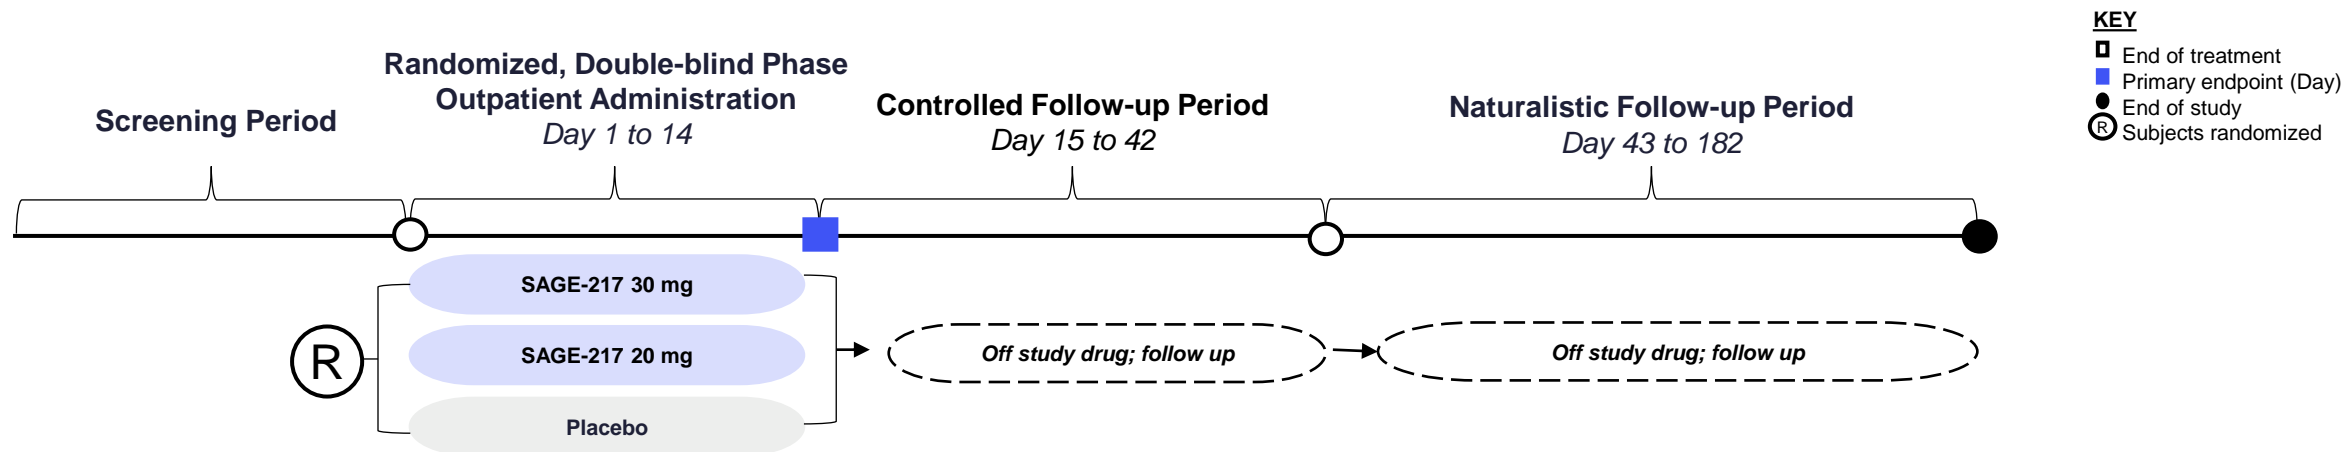 KEY
End of treatment
Primary endpoint (Day)
End of study
R Subjects randomized
Screening Period
Randomized, Double-blind Phase
Outpatient Administration
Day 1 to 14
Controlled Follow-up Period
Day 15 to 42
Naturalistic Follow-up Period
Day 43 to 182
R
SAGE-217 30 mg
SAGE-217 20 mg
Placebo
Off study drug; follow up
Off study drug; follow up